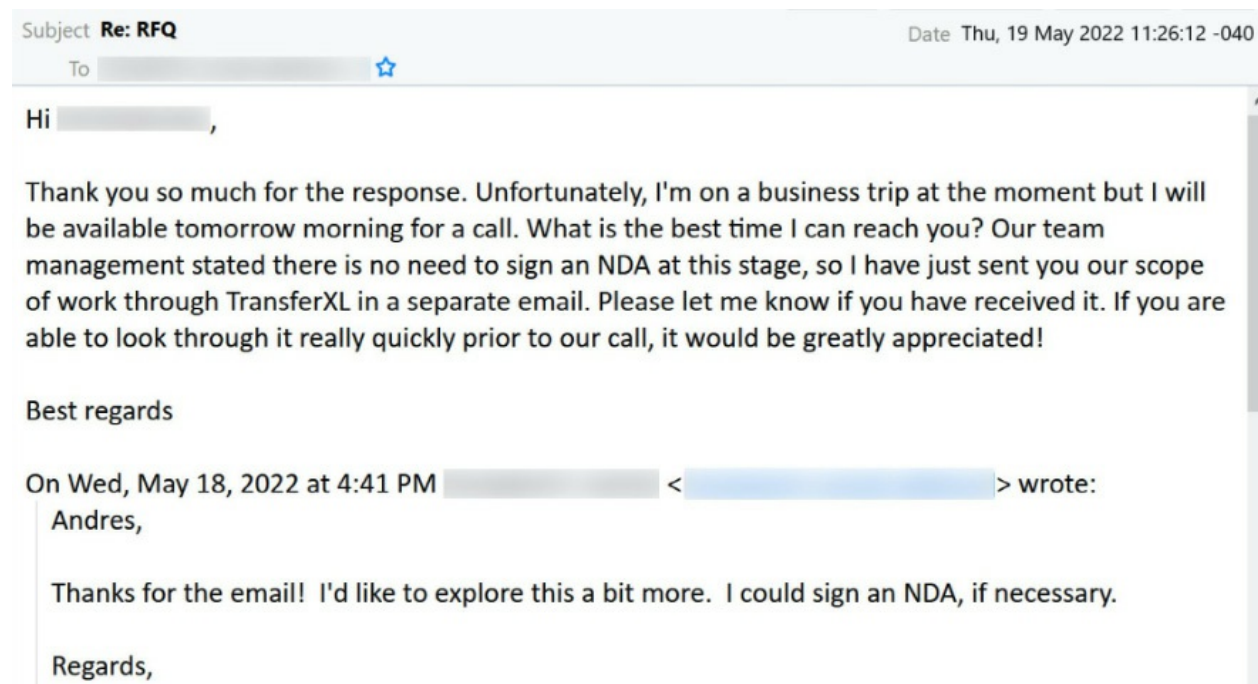 Subject Re: RFQ
Date Thu, 19 May 2022 11:26:12 -040
To
Hi ,
Thank you so much for the response. Unfortunately, I'm on a business trip at the moment but I will
be available tomorrow morning for a call. What is the best time I can reach you? Our team
management stated there is no need to sign an NDA at this stage, so I have just sent you our scope
of work through TransferXL in a separate email. Please let me know if you have received it. If you are
able to look through it really quickly prior to our call, it would be greatly appreciated!
Best regards
On Wed, May 18, 2022 at 4:41 PM < > wrote:
Andres,
Thanks for the email!  I'd like to explore this a bit more.  I could sign an NDA, if necessary.
Regards,